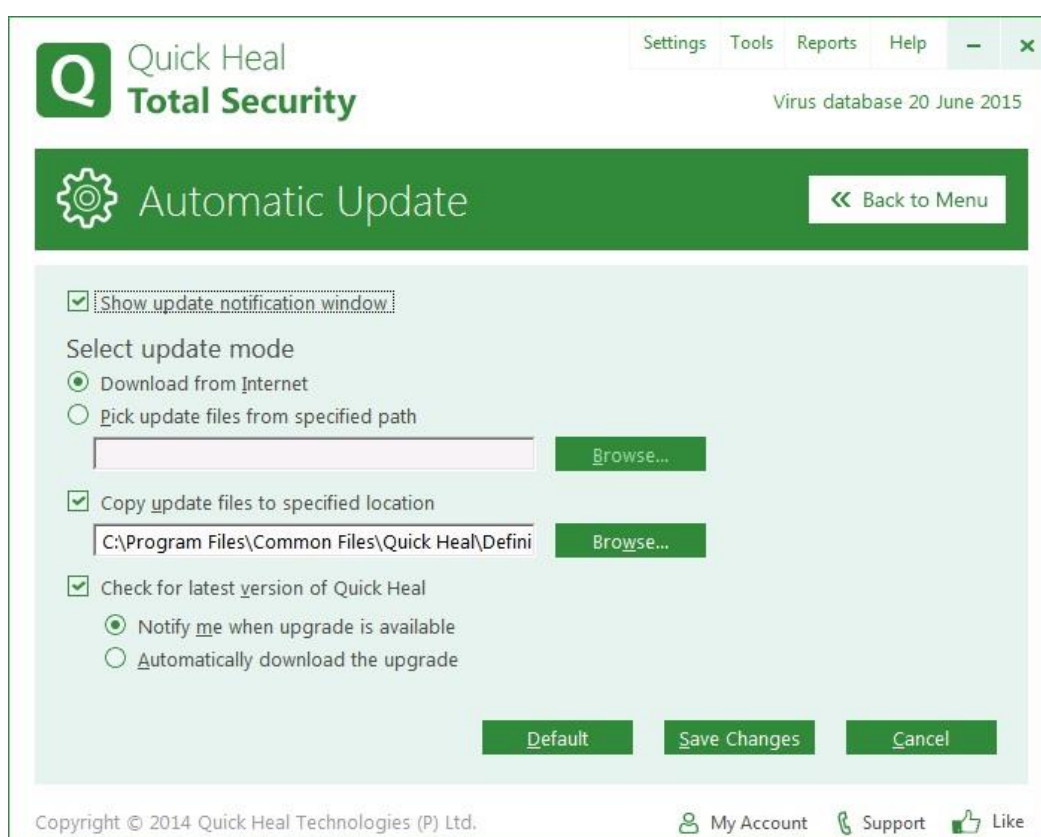 Q
Quick Heal
Total Security
Settings Tools Reports Help
Virus database 20 June 2015
Automatic Update
Back to Menu
Show update notification window
Select update mode
Download from Internet
Pick update files from specified path
Browse...
Copy update files to specified location
C:\Program Files\Common Files\Quick Heal\Defini
Browse...
Check for latest version of Quick Heal
Notify me when upgrade is available
Automatically download the upgrade
Default Save Changes Cancel
Copyright © 2014 Quick Heal Technologies (P) Ltd. My Account Support Like